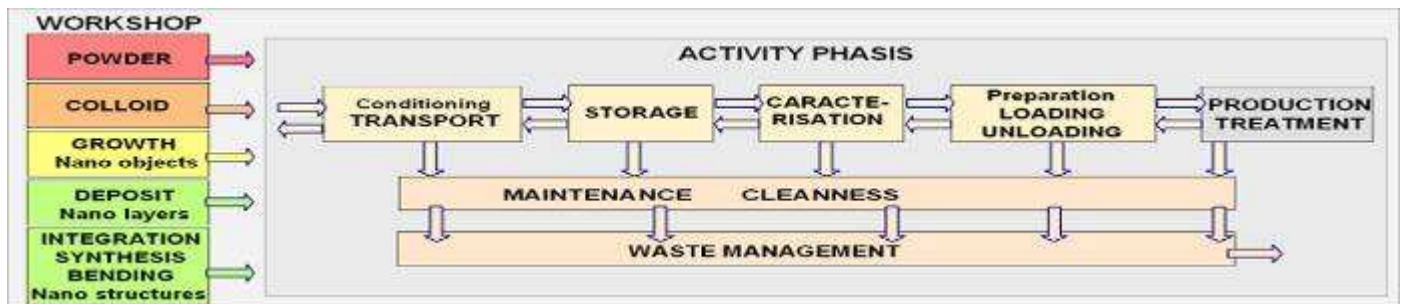 WORKSHOP
POWDER
COLLOID
GROWTH
Nano objects
DEPOSIT
Nano layers
INTEGRATION
SYNTHESIS
BENDING
Nano structures
ACTIVITY PHASIS
Conditioning
TRANSPORT
STORAGE
CARACTE-
RISATION
Preparation
LOADING
UNLOADING
PRODUCTION
TREATMENT
MAINTENANCE CLEANNESS
WASTE MANAGEMENT